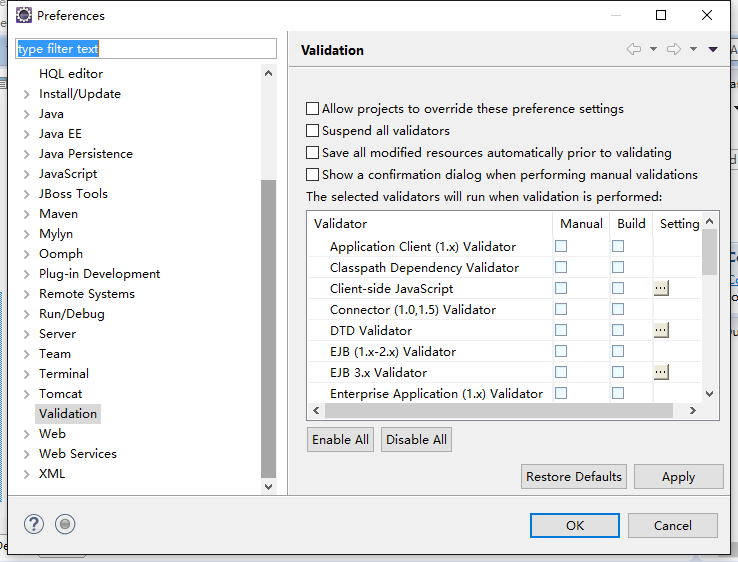 Preferences
type filter text
HQL editor
Install/Update
Java
Java EE
Java Persistence
JavaScript
JBoss Tools
Maven
Mylyn
Oomph
Plug-in Development
Remote Systems
Run/Debug
Server
Team
Terminal
Tomcat
Validation
Web
Web Services
XML
Validation
Allow projects to override these preference settings
Suspend all validators
Save all modified resources automatically prior to validating
Show a confirmation dialog when performing manual validations
The selected validators will run when validation is performed:
Validator Manual Build Setting
Application Client (1.x) Validator
Classpath Dependency Validator
Client-side JavaScript ...
Connector (1.0,1.5) Validator
DTD Validator ...
EJB (1.x-2.x) Validator
EJB 3.x Validator ...
Enterprise Application (1.x) Validator
Enable All Disable All
Restore Defaults Apply
OK Cancel